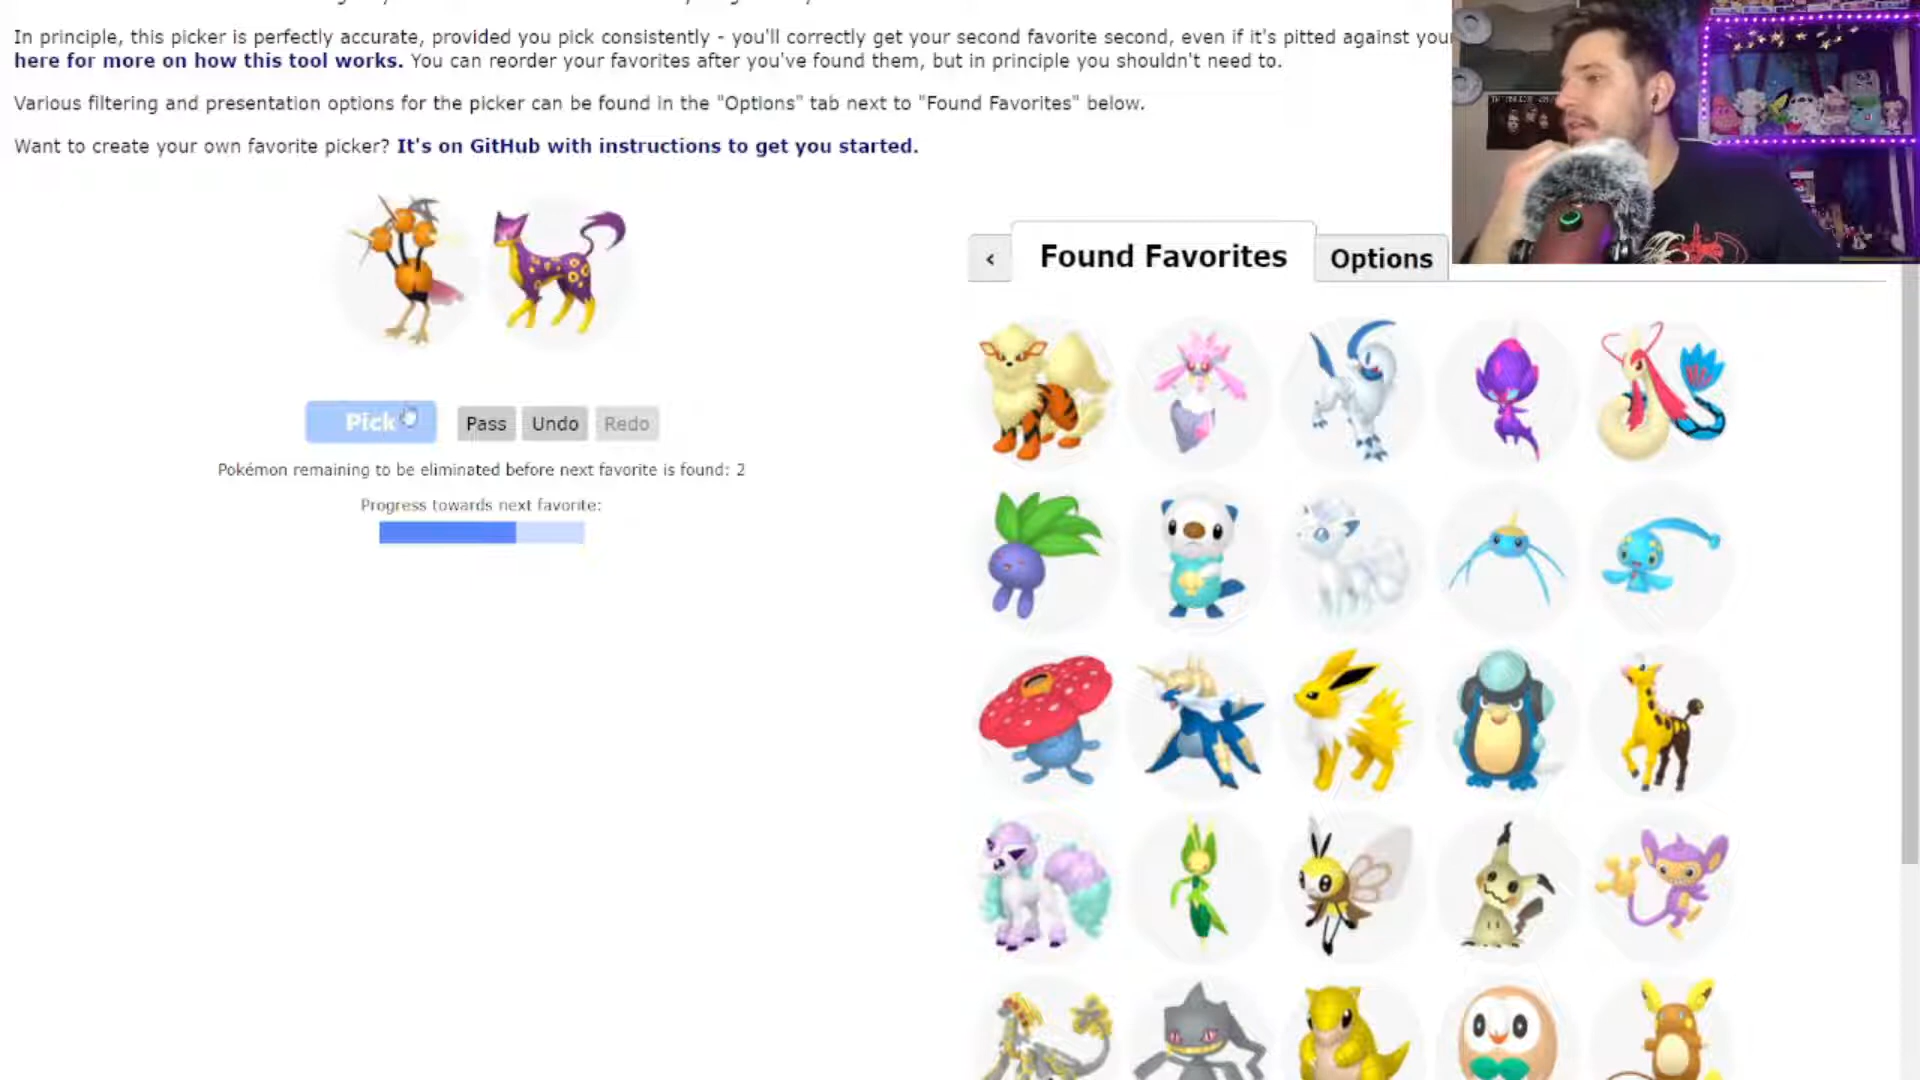 In principle, this picker is perfectly accurate, provided you pick consistently - you'll correctly get your second favorite second, even if it's pitted against your
here for more on how this tool works. You can reorder your favorites after you've found them, but in principle you shouldn't need to.
Various filtering and presentation options for the picker can be found in the "Options" tab next to "Found Favorites" below.
Want to create your own favorite picker? It's on GitHub with instructions to get you started.
‹ Found Favorites Options
Pick Pass Undo Redo
Pokémon remaining to be eliminated before next favorite is found: 2
Progress towards next favorite: